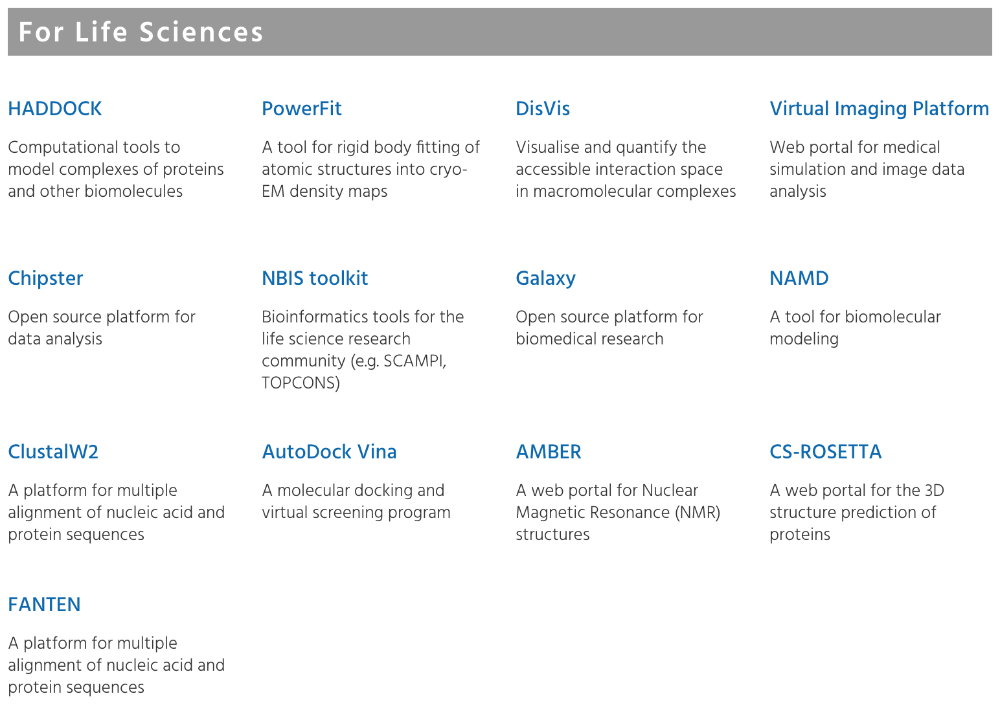 For Life Sciences
HADDOCK
Computational tools to
model complexes of proteins
and other biomolecules
PowerFit
A tool for rigid body fitting of
atomic structures into cryo-
EM density maps
DisVis
Visualise and quantify the
accessible interaction space
in macromolecular complexes
Virtual Imaging Platform
Web portal for medical
simulation and image data
analysis
Chipster
Open source platform for
data analysis
NBIS toolkit
Bioinformatics tools for the
life science research
community (e.g. SCAMPI,
TOPCONS)
Galaxy
Open source platform for
biomedical research
NAMD
A tool for biomolecular
modeling
ClustalW2
A platform for multiple
alignment of nucleic acid and
protein sequences
AutoDock Vina
A molecular docking and
virtual screening program
AMBER
A web portal for Nuclear
Magnetic Resonance (NMR)
structures
CS-ROSETTA
A web portal for the 3D
structure prediction of
proteins
FANTEN
A platform for multiple
alignment of nucleic acid and
protein sequences